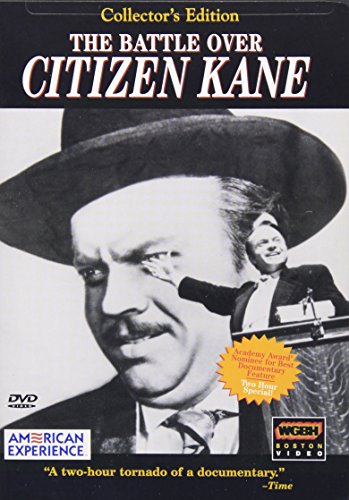 Collector's Edition
THE BATTLE OVER
CITIZEN KANE
Academy Award®
Nominee for Best
Documentary
Feature
Two Hour
Special!
DVD
VIDEO
AMERICAN
EXPERIENCE®
WGBH
BOSTON
VIDEO
"A two-hour tornado of a documentary."
–Time